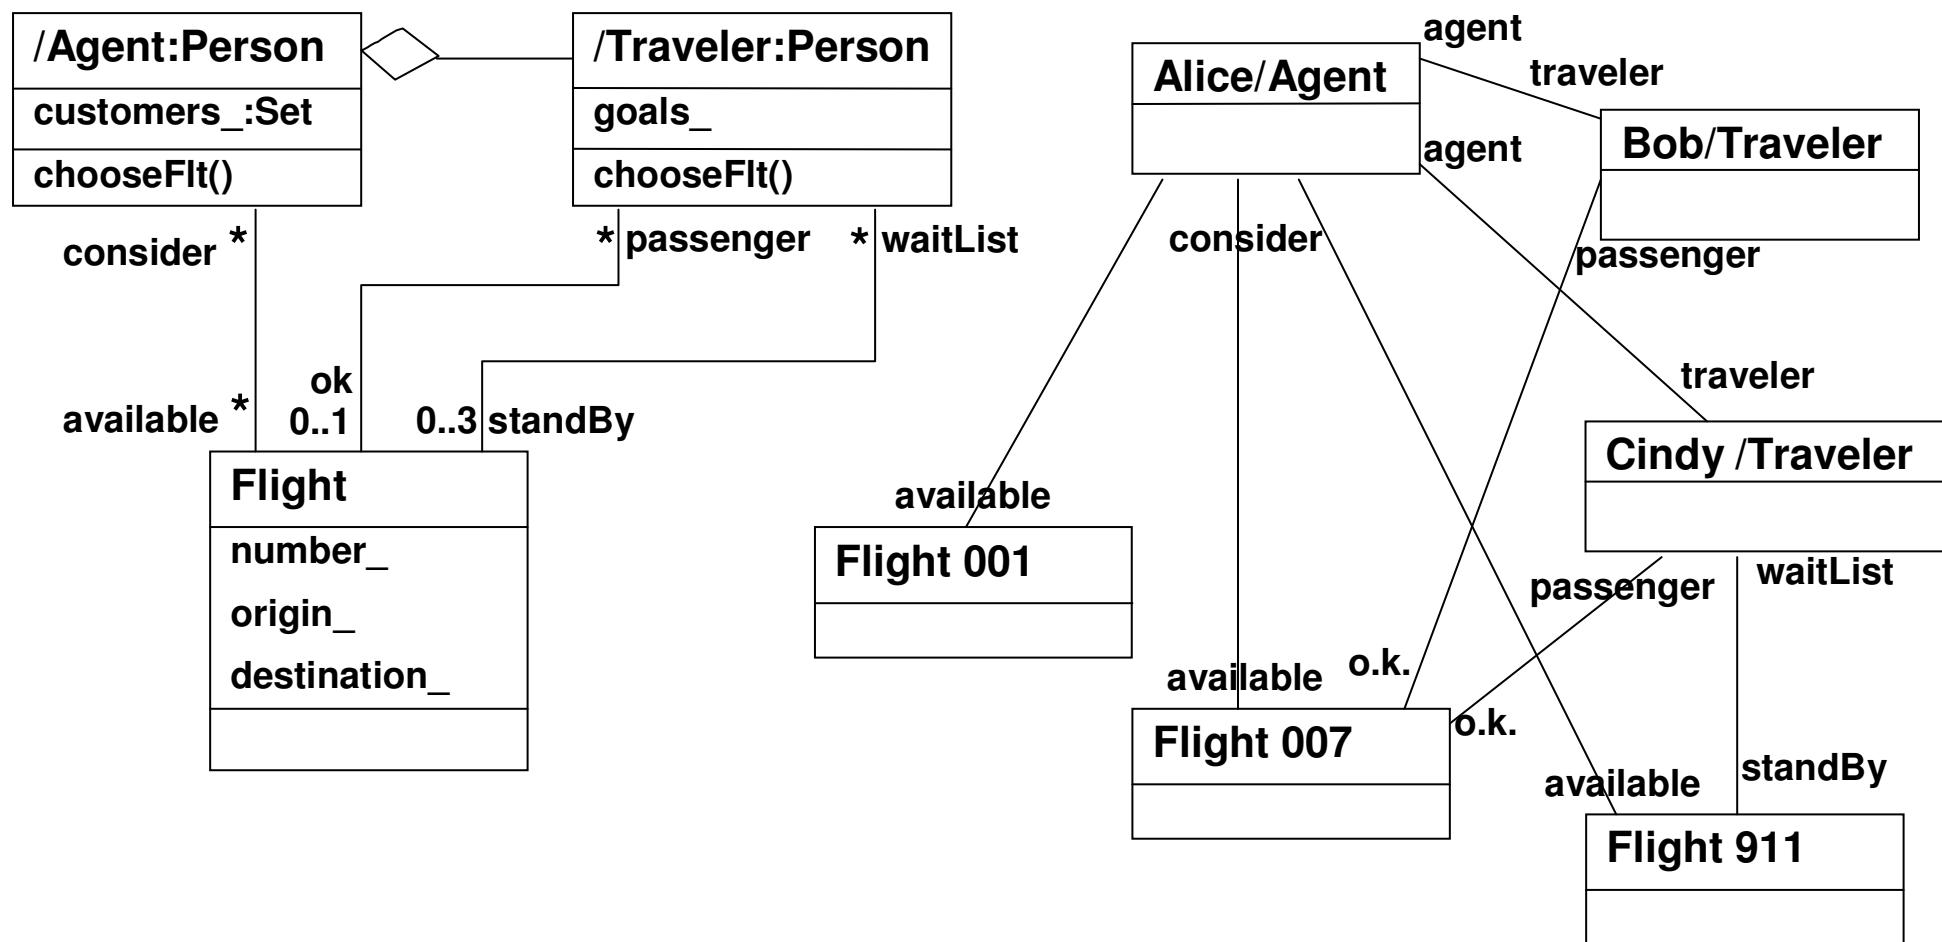 /Agent:Person
customers_:Set
chooseFlt()
/Traveler:Person
goals_
chooseFlt()
consider *
* passenger
* waitList
available *
ok
0..1
0..3 standBy
Flight
number_
origin_
destination_
agent
traveler
Alice/Agent
agent
Bob/Traveler
consider
passenger
traveler
Cindy /Traveler
available
Flight 001
passenger
waitList
available
o.k.
Flight 007
o.k.
available
standBy
Flight 911